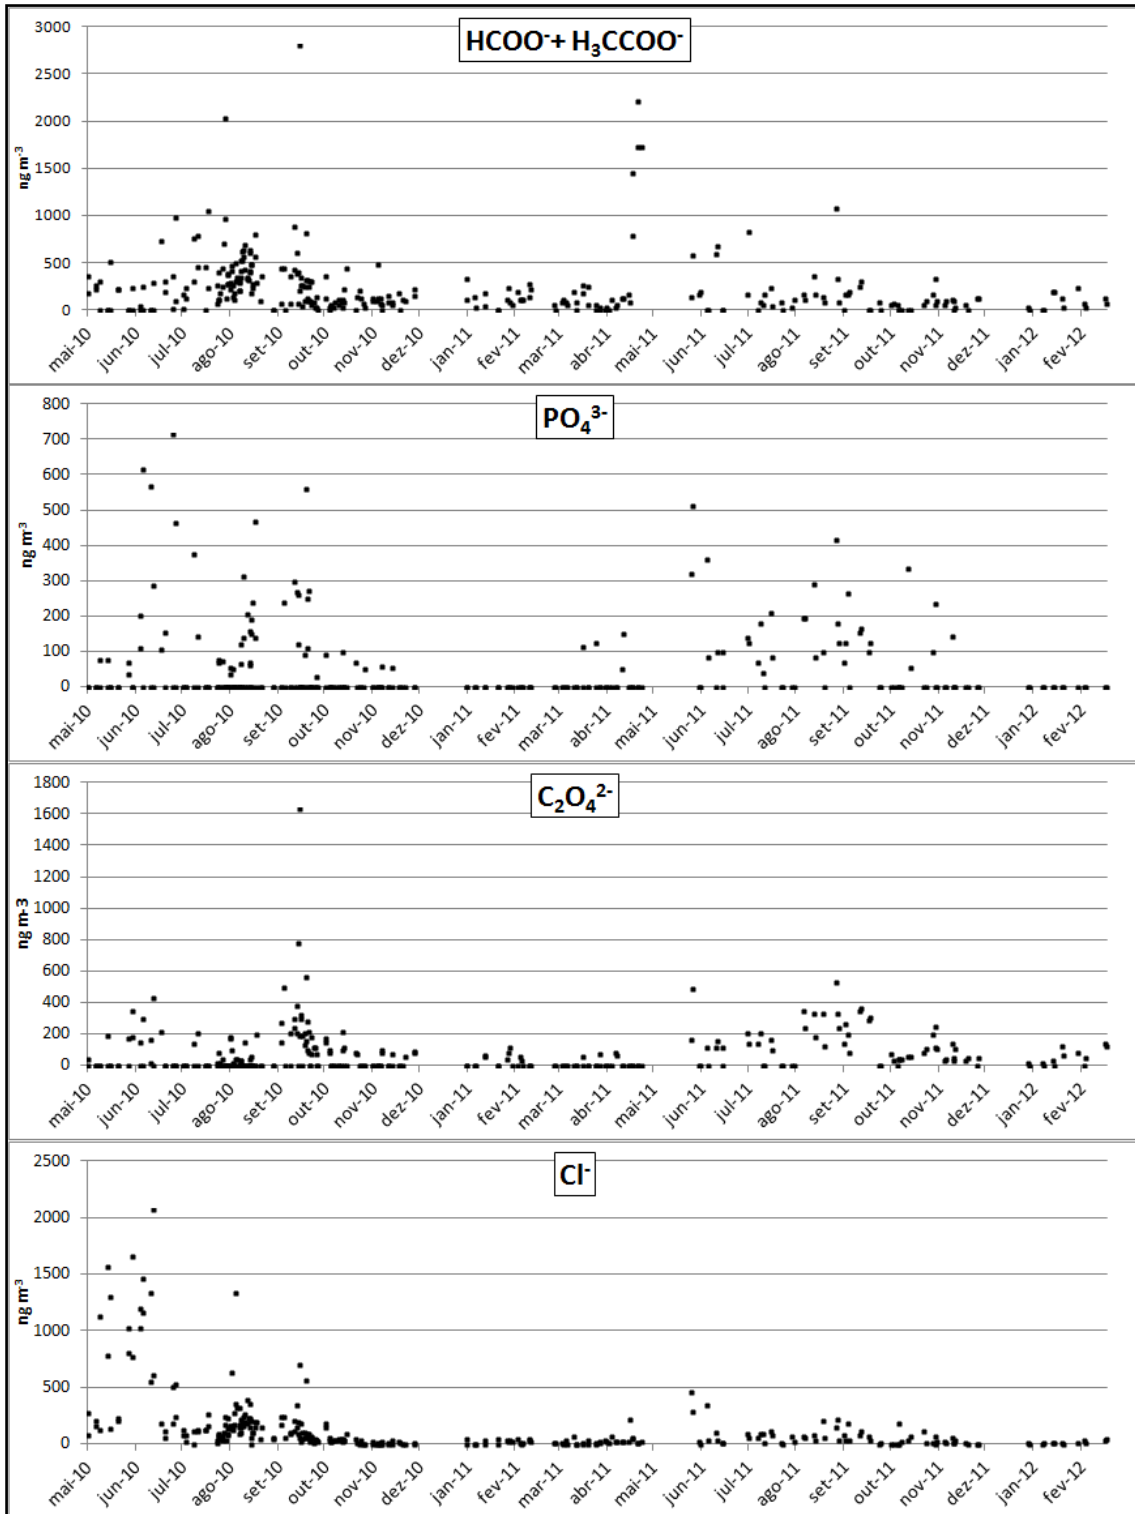 HCOO⁻+ H₃CCOO⁻
ng m⁻³
3000
2500
2000
1500
1000
500
0
mai-10 jun-10 jul-10 ago-10 set-10 out-10 nov-10 dez-10 jan-11 fev-11 mar-11 abr-11 mai-11 jun-11 jul-11 ago-11 set-11 out-11 nov-11 dez-11 jan-12 fev-12
PO₄³⁻
ng m⁻³
800
700
600
500
400
300
200
100
0
mai-10 jun-10 jul-10 ago-10 set-10 out-10 nov-10 dez-10 jan-11 fev-11 mar-11 abr-11 mai-11 jun-11 jul-11 ago-11 set-11 out-11 nov-11 dez-11 jan-12 fev-12
C₂O₄²⁻
ng m-3
1800
1600
1400
1200
1000
800
600
400
200
0
mai-10 jun-10 jul-10 ago-10 set-10 out-10 nov-10 dez-10 jan-11 fev-11 mar-11 abr-11 mai-11 jun-11 jul-11 ago-11 set-11 out-11 nov-11 dez-11 jan-12 fev-12
Cl⁻
ng m⁻³
2500
2000
1500
1000
500
0
mai-10 jun-10 jul-10 ago-10 set-10 out-10 nov-10 dez-10 jan-11 fev-11 mar-11 abr-11 mai-11 jun-11 jul-11 ago-11 set-11 out-11 nov-11 dez-11 jan-12 fev-12